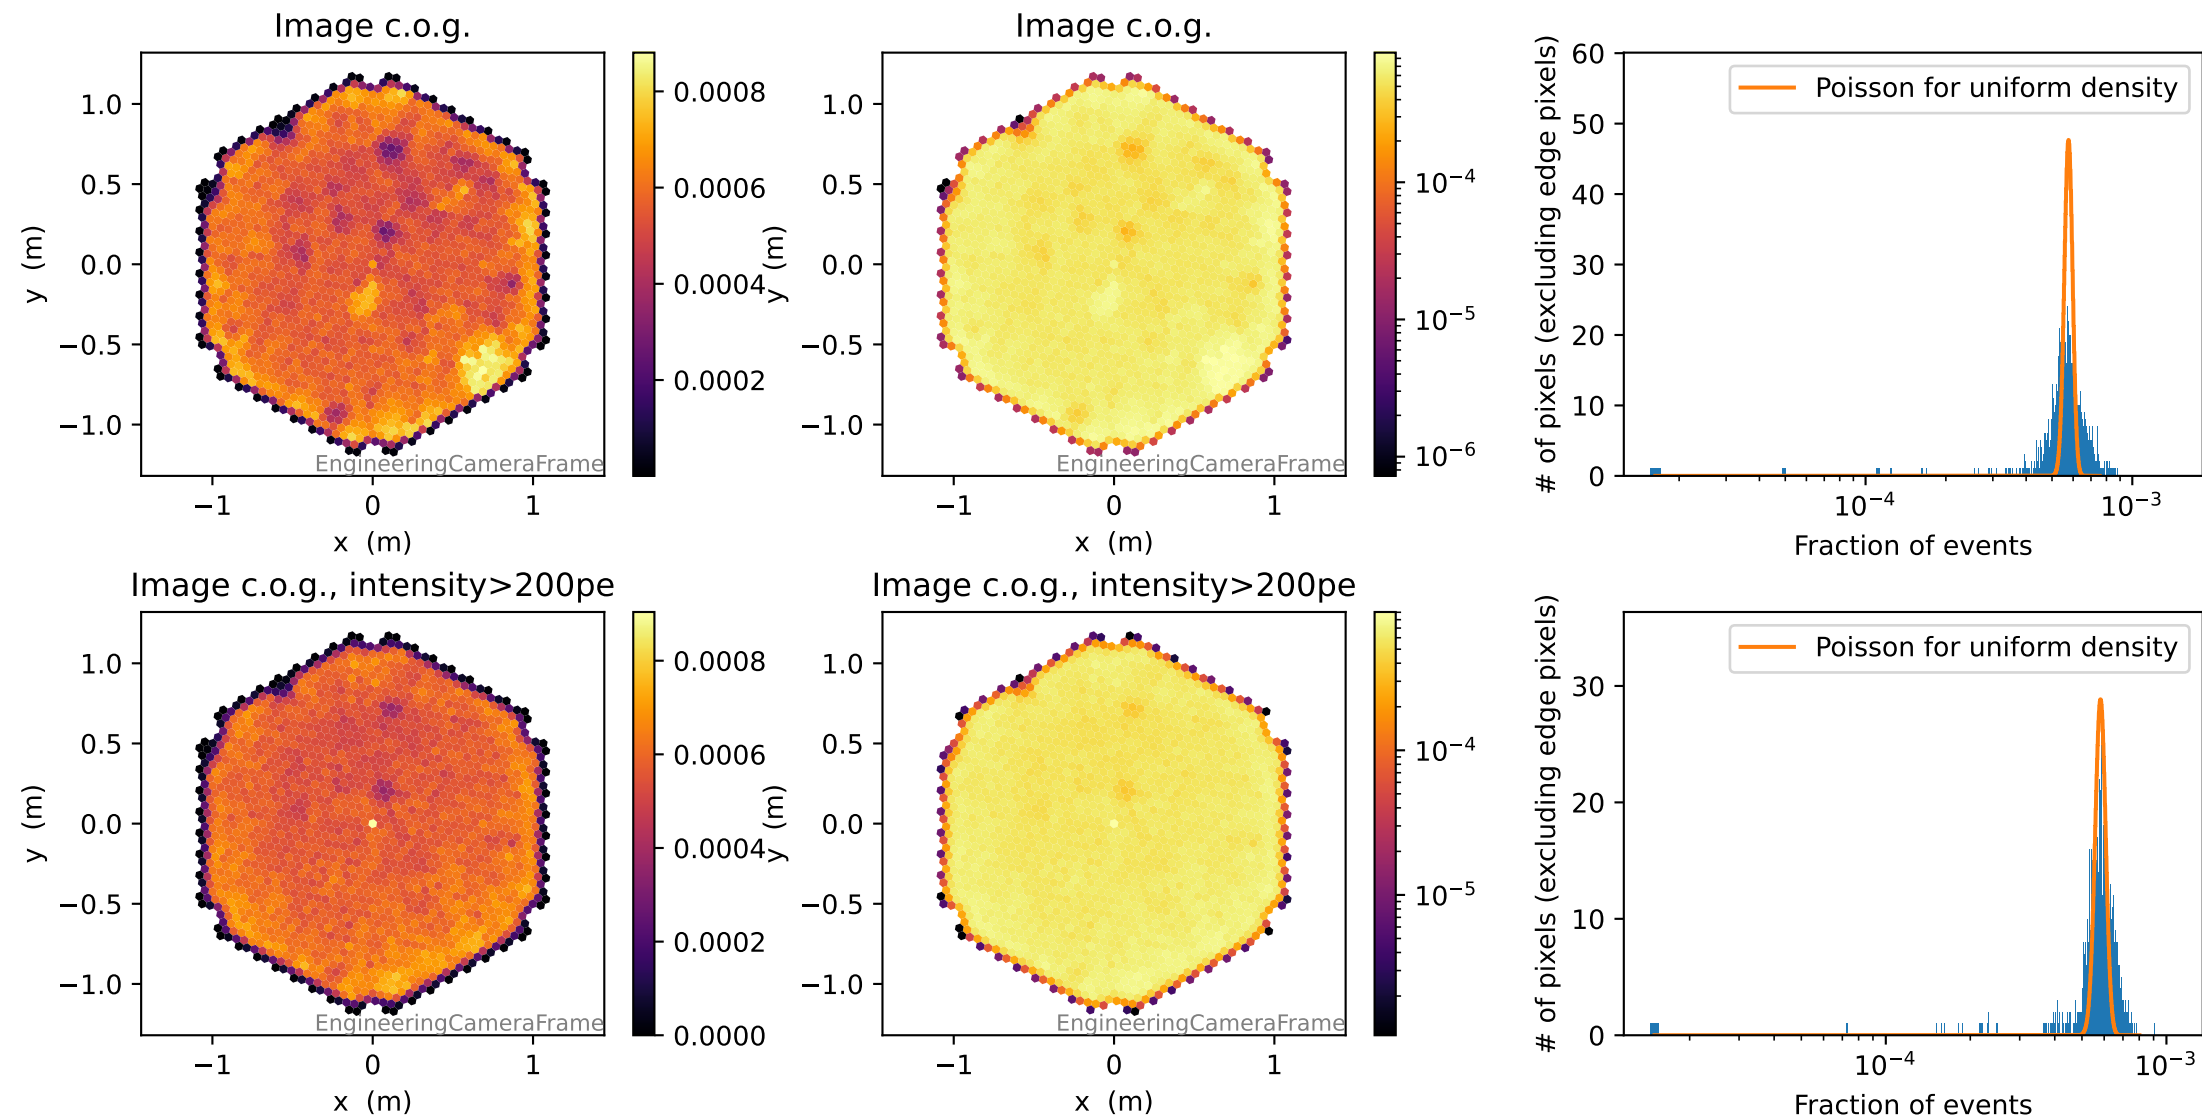 Image c.o.g.
1.0
0.5
0.0
−0.5
−1.0
y (m)
−1
0
1
x (m)
EngineeringCameraFrame
0.0008
0.0006
0.0004
0.0002
Image c.o.g.
1.0
0.5
0.0
−0.5
−1.0
y (m)
−1
0
1
x (m)
EngineeringCameraFrame
10⁻⁴
10⁻⁵
10⁻⁶
60
50
40
30
20
10
0
# of pixels (excluding edge pixels)
Poisson for uniform density
10⁻⁴
10⁻³
Fraction of events
Image c.o.g., intensity>200pe
1.0
0.5
0.0
−0.5
−1.0
y (m)
−1
0
1
x (m)
EngineeringCameraFrame
0.0008
0.0006
0.0004
0.0002
0.0000
Image c.o.g., intensity>200pe
1.0
0.5
0.0
−0.5
−1.0
y (m)
−1
0
1
x (m)
EngineeringCameraFrame
10⁻⁴
10⁻⁵
30
20
10
0
# of pixels (excluding edge pixels)
Poisson for uniform density
10⁻⁴
10⁻³
Fraction of events